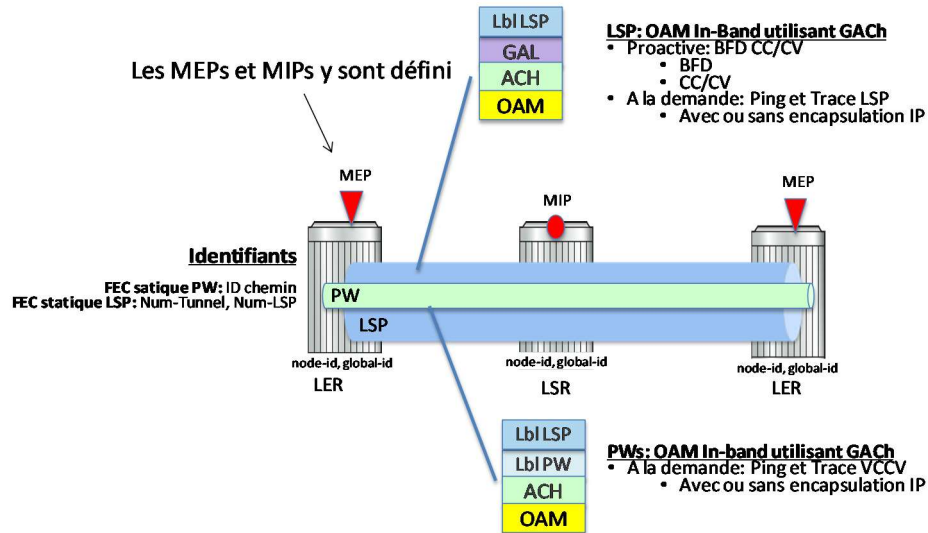 Lbl LSP
GAL
ACH
OAM
LSP: OAM In-Band utilisant GACh
• Proactive: BFD CC/CV
• BFD
• CC/CV
• A la demande: Ping et Trace LSP
• Avec ou sans encapsulation IP
Les MEPs et MIPs y sont défini
MEP
MIP
MEP
Identifiants
FEC satique PW: ID chemin
FEC statique LSP: Num-Tunnel, Num-LSP
PW
LSP
node-id, global-id
LER
node-id, global-id
LSR
node-id, global-id
LER
Lbl LSP
Lbl PW
ACH
OAM
PWs: OAM In-band utilisant GACh
• A la demande: Ping et Trace VCCV
• Avec ou sans encapsulation IP